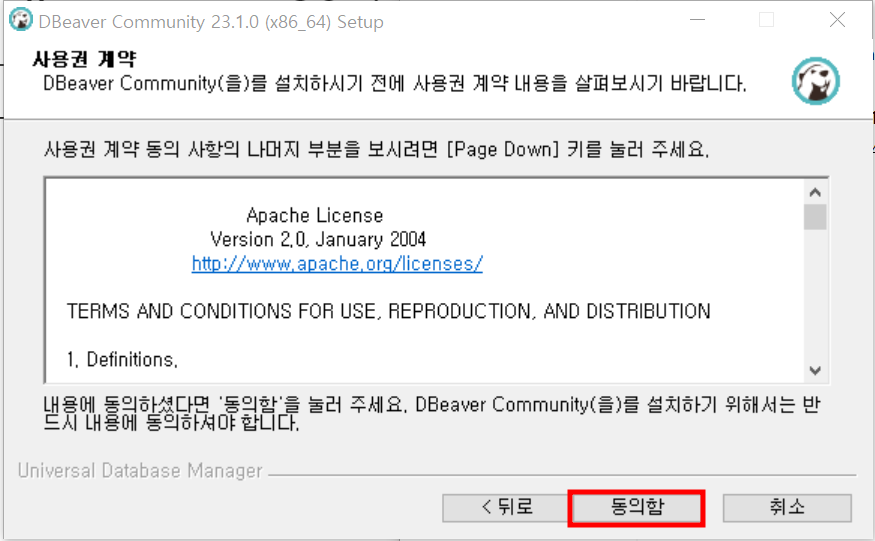 DBeaver Community 23.1.0 (x86_64) Setup
사용권 계약
DBeaver Community(을)를 설치하시기 전에 사용권 계약 내용을 살펴보시기 바랍니다.
사용권 계약 동의 사항의 나머지 부분을 보시려면 [Page Down] 키를 눌러 주세요.
Apache License
Version 2.0, January 2004
http://www.apache.org/licenses/
TERMS AND CONDITIONS FOR USE, REPRODUCTION, AND DISTRIBUTION
1. Definitions.
내용에 동의하셨다면 '동의함'을 눌러 주세요. DBeaver Community(을)를 설치하기 위해서는 반
드시 내용에 동의하셔야 합니다.
Universal Database Manager
< 뒤로 동의함 취소